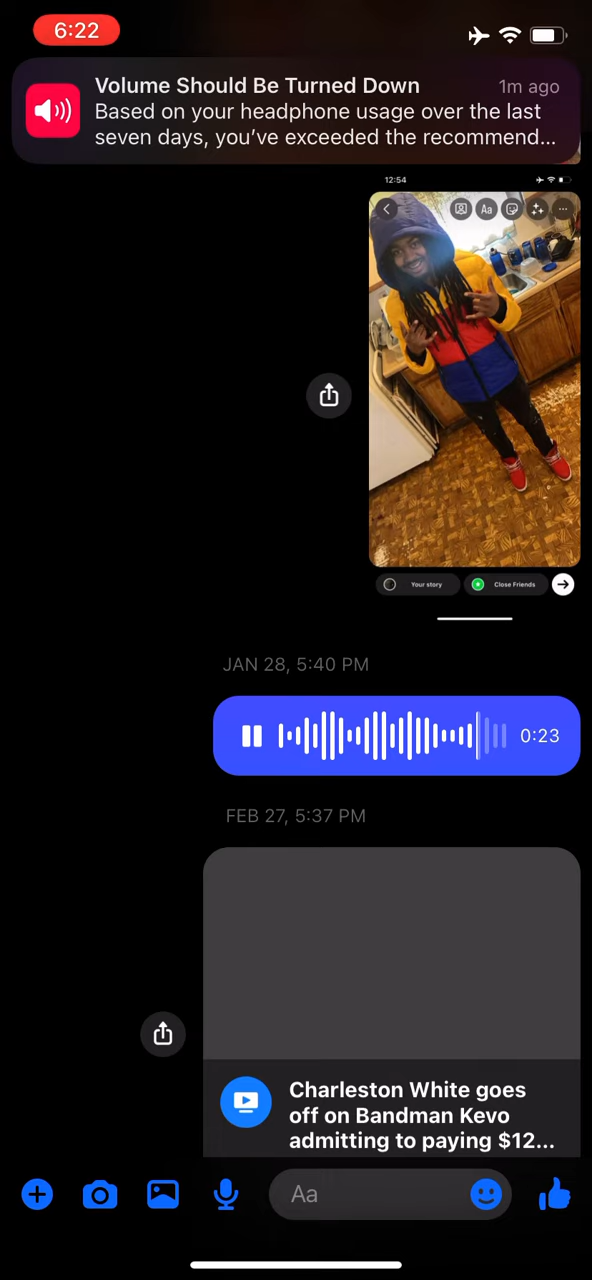 6:22
Volume Should Be Turned Down
1m ago
Based on your headphone usage over the last
seven days, you’ve exceeded the recommend...
12:54
Aa
Your story
Close Friends
JAN 28, 5:40 PM
0:23
FEB 27, 5:37 PM
Charleston White goes
off on Bandman Kevo
admitting to paying $12...
Aa